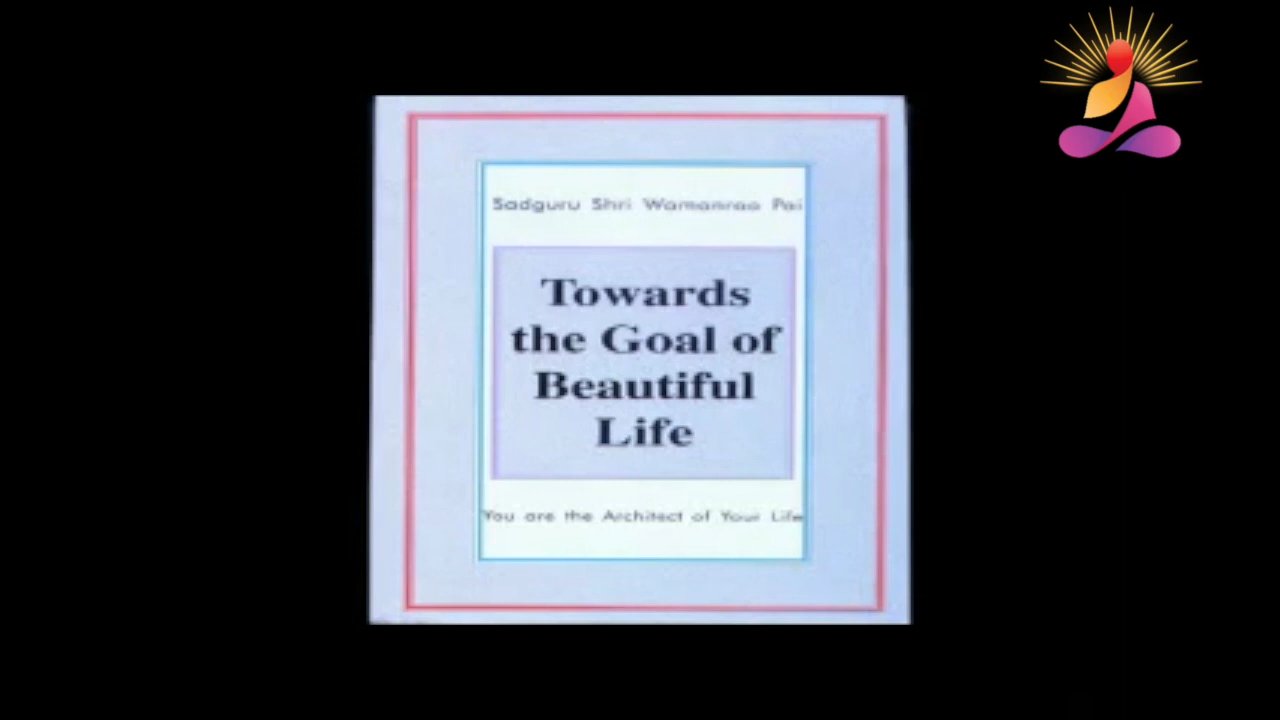 Sadguru Shri Wamanrao Pai
Towards
the Goal of
Beautiful
Life
You are the Architect of Your Life